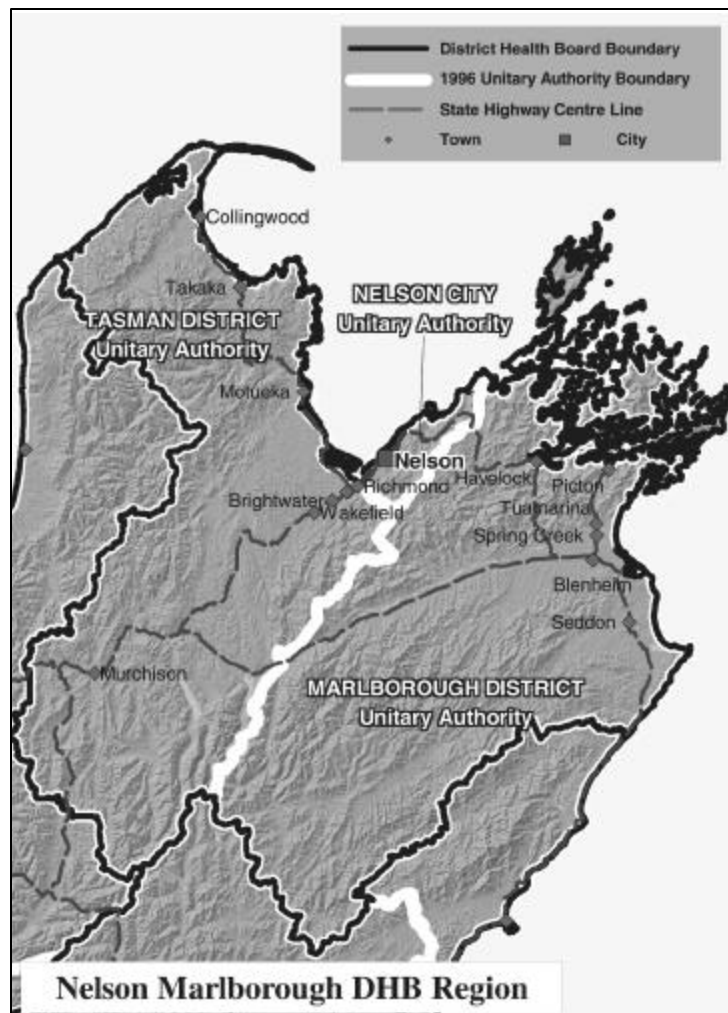 District Health Board Boundary
1996 Unitary Authority Boundary
State Highway Centre Line
Town
City
Collingwood
Takaka
NELSON CITY
Unitary Authority
TASMAN DISTRICT
Unitary Authority
Motueka
Nelson
Richmond
Havelock
Picton
Brightwater
Wakefield
Tuamarina
Spring Creek
Blenheim
Seddon
Murchison
MARLBOROUGH DISTRICT
Unitary Authority
Nelson Marlborough DHB Region